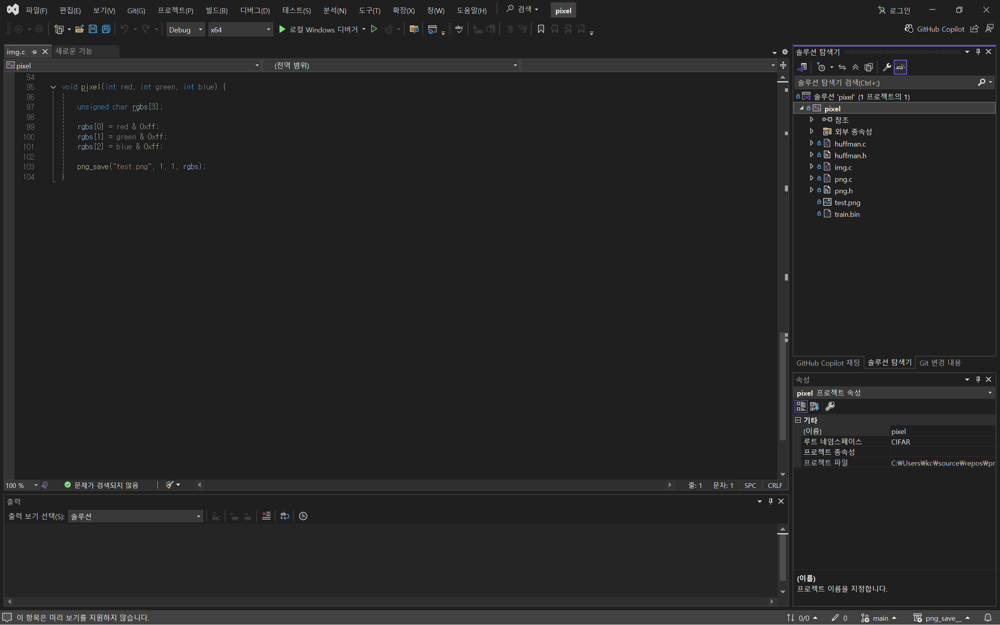 파일(F) 편집(E) 보기(V) Git(G) 프로젝트(P) 빌드(B) 디버그(D) 테스트(S) 분석(N) 도구(T) 확장(X) 창(W) 도움말(H) 검색 pixel 로그인
Debug x64 로컬 Windows 디버거 abc GitHub Copilot
img.c 새로운 기능
pixel (전역 범위)
94
95 void pixel(int red, int green, int blue) {
96
97 unsigned char rgbs[3];
98
99 rgbs[0] = red & 0xff;
100 rgbs[1] = green & 0xff;
101 rgbs[2] = blue & 0xff;
102
103 png_save("test.png", 1, 1, rgbs);
104 }
100 % 문제가 검색되지 않음 줄: 1 문자: 1 SPC CRLF
출력
출력 보기 선택(S): 솔루션
솔루션 탐색기
솔루션 탐색기 검색(Ctrl+;)
솔루션 'pixel' (1 프로젝트의 1)
pixel
참조
외부 종속성
huffman.c
huffman.h
img.c
png.c
png.h
test.png
train.bin
GitHub Copilot 채팅 솔루션 탐색기 Git 변경 내용
속성
pixel 프로젝트 속성
기타
(이름) pixel
루트 네임스페이스 CIFAR
프로젝트 종속성
프로젝트 파일 C:₩Users₩kc₩source₩repos₩pr
(이름)
프로젝트 이름을 지정합니다.
이 항목은 미리 보기를 지원하지 않습니다. 0/0 0 main png_save__